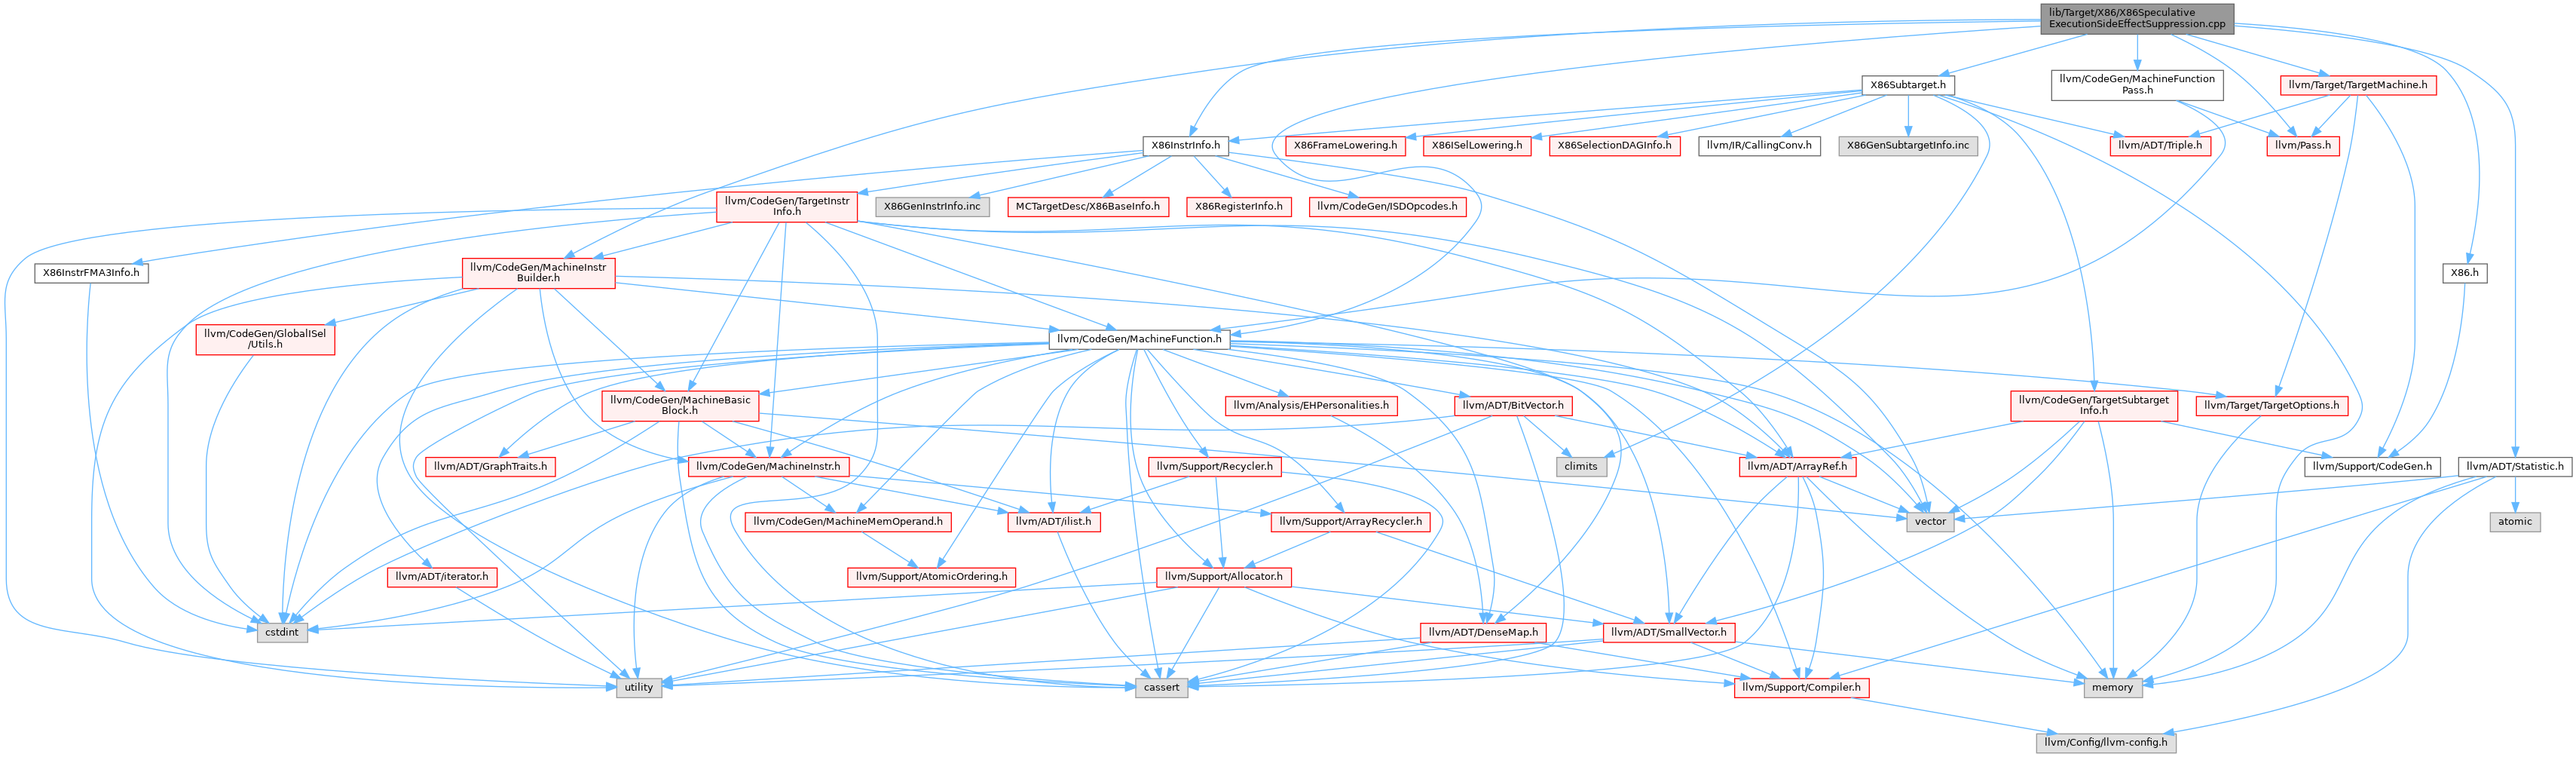 lib/Target/X86/X86Speculative
ExecutionSideEffectSuppression.cpp
X86Subtarget.h
llvm/CodeGen/MachineFunction
Pass.h
llvm/Target/TargetMachine.h
X86InstrInfo.h
X86FrameLowering.h
X86ISelLowering.h
X86SelectionDAGInfo.h
llvm/IR/CallingConv.h
X86GenSubtargetInfo.inc
llvm/ADT/Triple.h
llvm/Pass.h
llvm/CodeGen/TargetInstr
Info.h
X86GenInstrInfo.inc
MCTargetDesc/X86BaseInfo.h
X86RegisterInfo.h
llvm/CodeGen/ISDOpcodes.h
X86InstrFMA3Info.h
llvm/CodeGen/MachineInstr
Builder.h
X86.h
llvm/CodeGen/GlobalISel
/Utils.h
llvm/CodeGen/MachineFunction.h
llvm/CodeGen/MachineBasic
Block.h
llvm/Analysis/EHPersonalities.h
llvm/ADT/BitVector.h
llvm/CodeGen/TargetSubtarget
Info.h
llvm/Target/TargetOptions.h
llvm/ADT/GraphTraits.h
llvm/CodeGen/MachineInstr.h
llvm/Support/Recycler.h
climits
llvm/ADT/ArrayRef.h
llvm/Support/CodeGen.h
llvm/ADT/Statistic.h
llvm/CodeGen/MachineMemOperand.h
llvm/ADT/ilist.h
llvm/Support/ArrayRecycler.h
vector
atomic
llvm/ADT/iterator.h
llvm/Support/AtomicOrdering.h
llvm/Support/Allocator.h
cstdint
llvm/ADT/DenseMap.h
llvm/ADT/SmallVector.h
utility
cassert
llvm/Support/Compiler.h
memory
llvm/Config/llvm-config.h